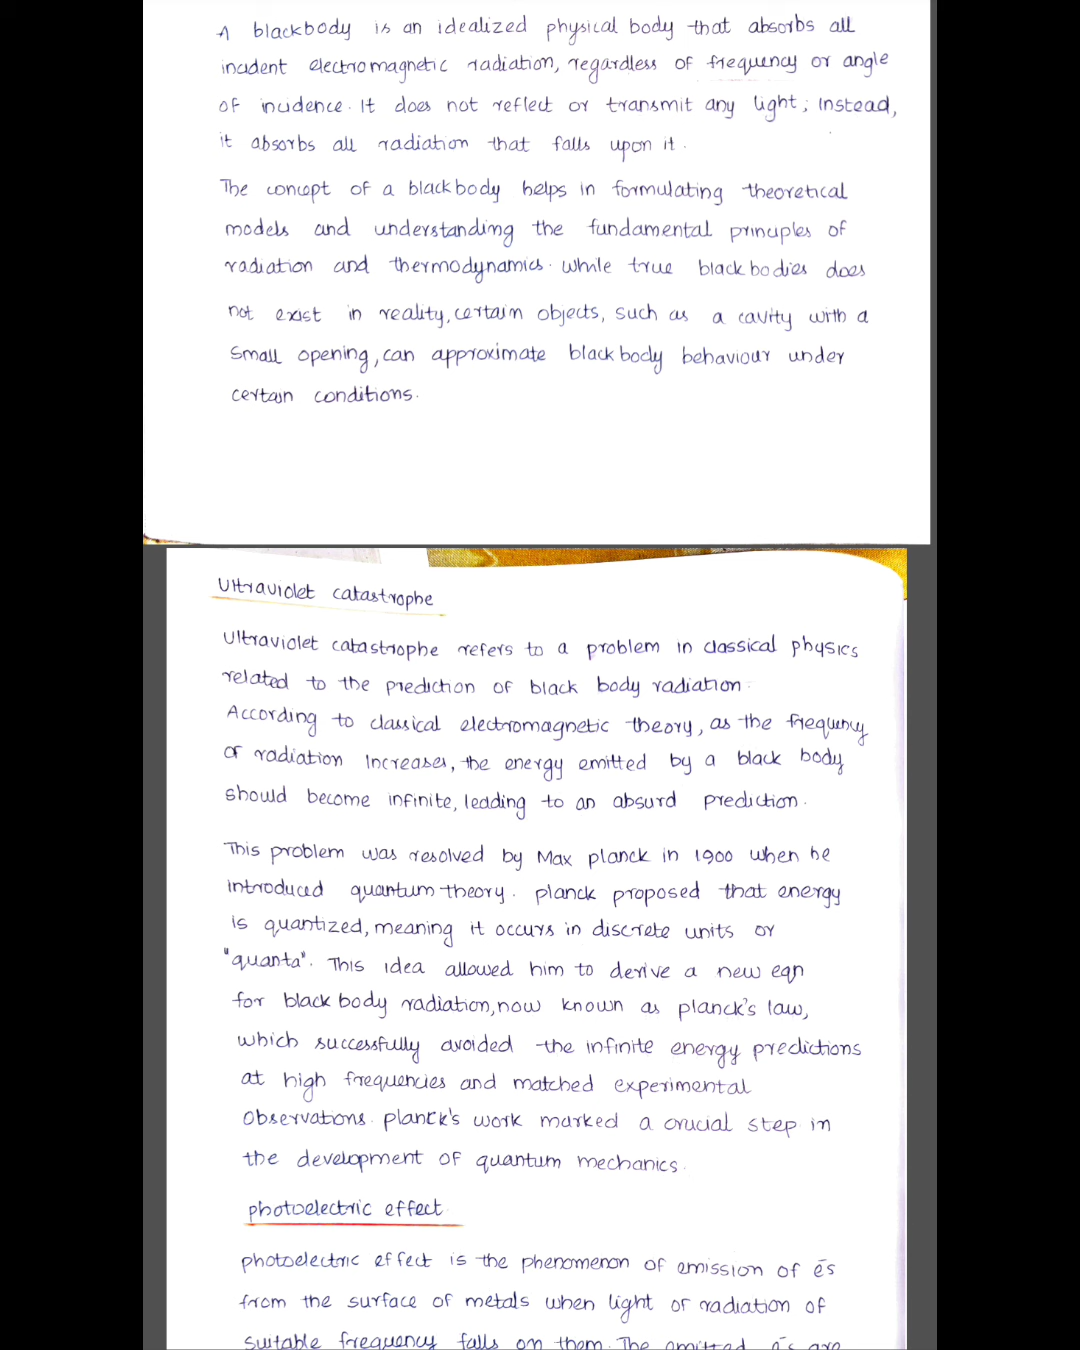 A blackbody is an idealized physical body that absorbs all
incident electromagnetic radiation, regardless of frequency or angle
of incidence. It does not reflect or transmit any light; Instead,
it absorbs all radiation that falls upon it.
The concept of a blackbody helps in formulating theoretical
models and understanding the fundamental principles of
radiation and thermodynamics. While true black bodies does
not exist in reality, certain objects, such as a cavity with a
small opening, can approximate black body behaviour under
certain conditions.
Ultraviolet catastrophe
Ultraviolet catastrophe refers to a problem in classical physics
related to the prediction of black body radiation.
According to classical electromagnetic theory, as the frequency
of radiation Increases, the energy emitted by a black body
should become infinite, leading to an absurd prediction.
This problem was resolved by Max planck in 1900 when he
introduced quantum theory. planck proposed that energy
is quantized, meaning it occurs in discrete units or
"quanta". This idea allowed him to derive a new eqn
for black body radiation, now known as planck's law,
which successfully avoided the infinite energy predictions
at high frequencies and matched experimental
Observations. planck's work marked a crucial step in
the development of quantum mechanics.
photoelectric effect
photoelectric effect is the phenomenon of emission of ēs
from the surface of metals when light or radiation of
suitable frequency falls on them. The emitted ēs are